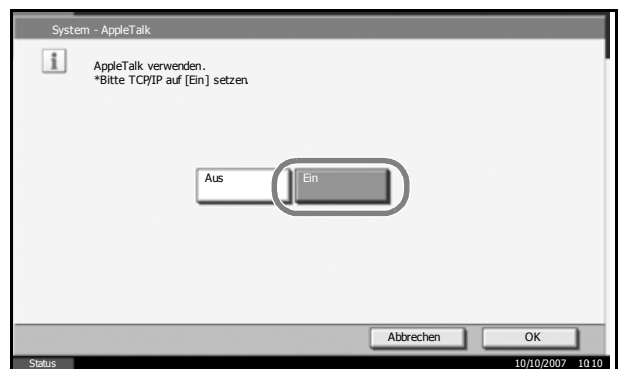 System - AppleTalk
AppleTalk verwenden.
*Bitte TCP/IP auf [Ein] setzen.
Aus
Ein
Abbrechen
OK
Status
10/10/2007 10:10